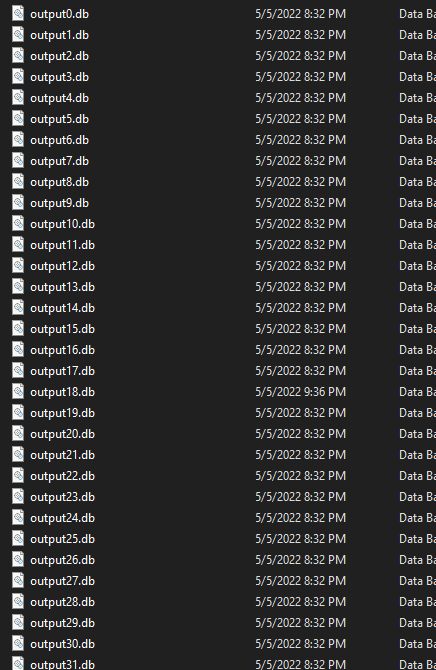 output0.db 5/5/2022 8:32 PM Data Ba
output1.db 5/5/2022 8:32 PM Data Ba
output2.db 5/5/2022 8:32 PM Data Ba
output3.db 5/5/2022 8:32 PM Data Ba
output4.db 5/5/2022 8:32 PM Data Ba
output5.db 5/5/2022 8:32 PM Data Ba
output6.db 5/5/2022 8:32 PM Data Ba
output7.db 5/5/2022 8:32 PM Data Ba
output8.db 5/5/2022 8:32 PM Data Ba
output9.db 5/5/2022 8:32 PM Data Ba
output10.db 5/5/2022 8:32 PM Data Ba
output11.db 5/5/2022 8:32 PM Data Ba
output12.db 5/5/2022 8:32 PM Data Ba
output13.db 5/5/2022 8:32 PM Data Ba
output14.db 5/5/2022 8:32 PM Data Ba
output15.db 5/5/2022 8:32 PM Data Ba
output16.db 5/5/2022 8:32 PM Data Ba
output17.db 5/5/2022 8:32 PM Data Ba
output18.db 5/5/2022 9:36 PM Data Ba
output19.db 5/5/2022 8:32 PM Data Ba
output20.db 5/5/2022 8:32 PM Data Ba
output21.db 5/5/2022 8:32 PM Data Ba
output22.db 5/5/2022 8:32 PM Data Ba
output23.db 5/5/2022 8:32 PM Data Ba
output24.db 5/5/2022 8:32 PM Data Ba
output25.db 5/5/2022 8:32 PM Data Ba
output26.db 5/5/2022 8:32 PM Data Ba
output27.db 5/5/2022 8:32 PM Data Ba
output28.db 5/5/2022 8:32 PM Data Ba
output29.db 5/5/2022 8:32 PM Data Ba
output30.db 5/5/2022 8:32 PM Data Ba
output31.db 5/5/2022 8:32 PM Data Ba